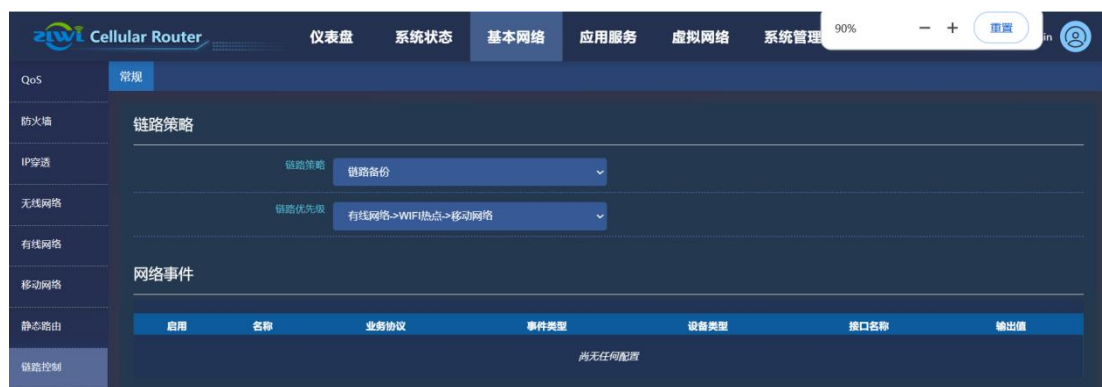 ZIWI Cellular Router 仪表盘 系统状态 基本网络 应用服务 虚拟网络 系统管理 90% − + 重置 in
QoS 常规
防火墙 链路策略
IP穿透 链路策略 链路备份
无线网络 链路优先级 有线网络->WIFI热点->移动网络
有线网络
移动网络 网络事件
静态路由 启用 名称 业务协议 事件类型 设备类型 接口名称 输出值
链路控制 尚无任何配置